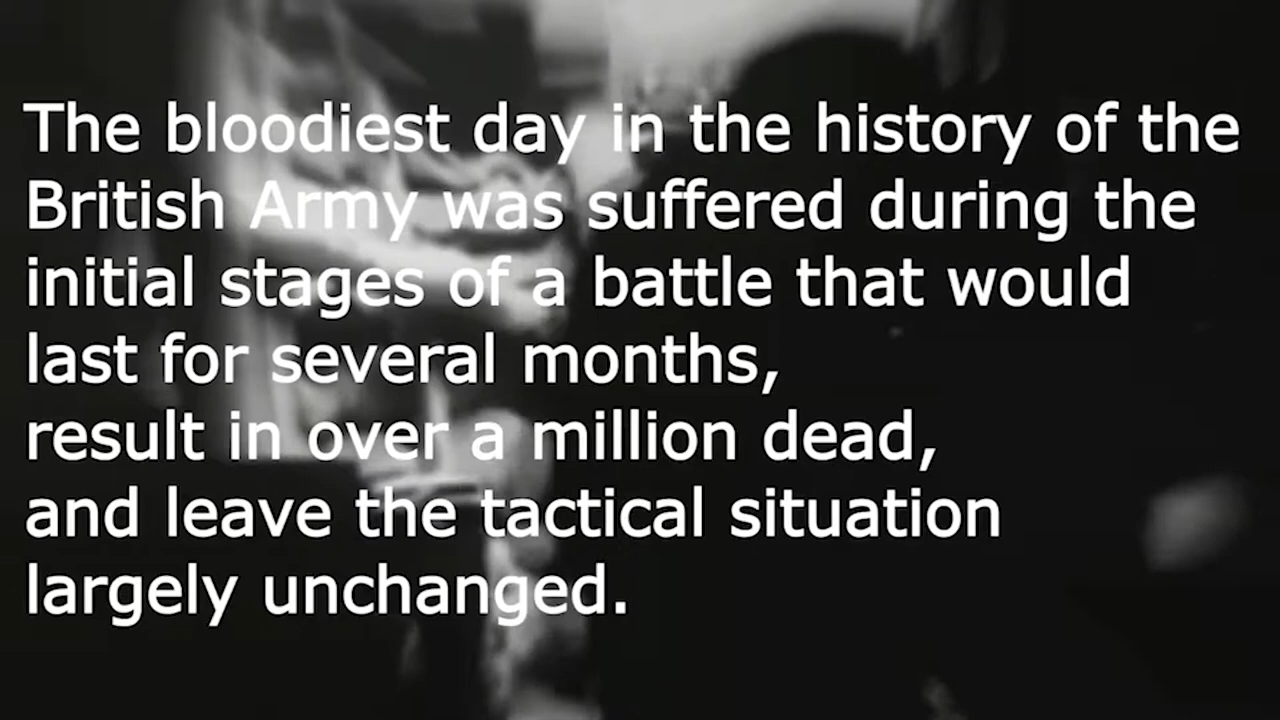 The bloodiest day in the history of the
British Army was suffered during the
initial stages of a battle that would
last for several months,
result in over a million dead,
and leave the tactical situation
largely unchanged.